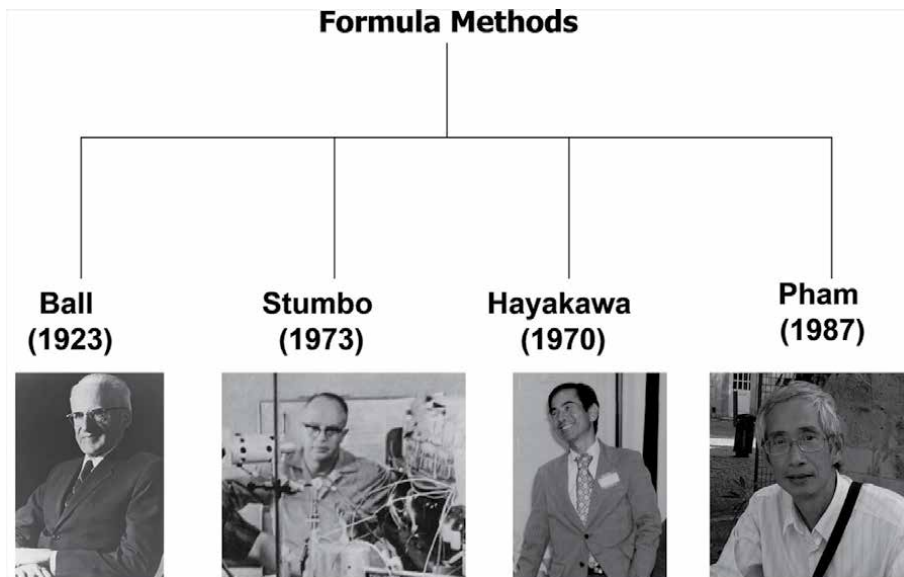 Formula Methods
Ball
(1923)
Stumbo
(1973)
Hayakawa
(1970)
Pham
(1987)